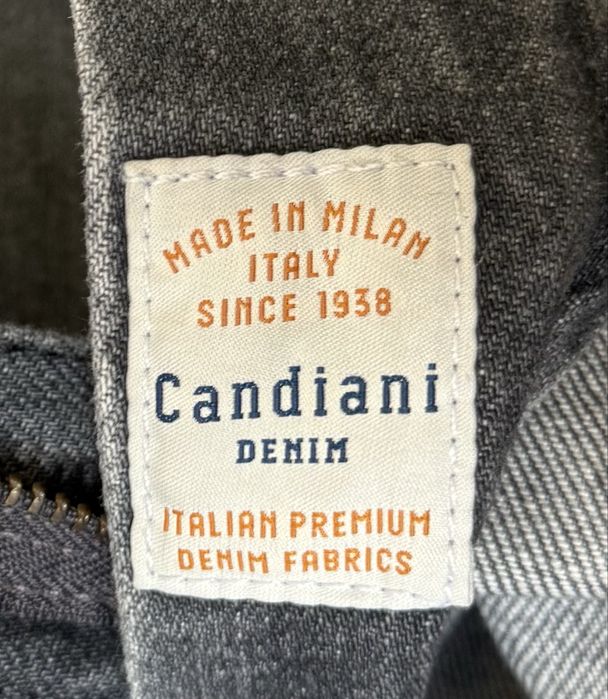 MADE IN MILAN
ITALY
SINCE 1938
Candiani
DENIM
ITALIAN PREMIUM
DENIM FABRICS